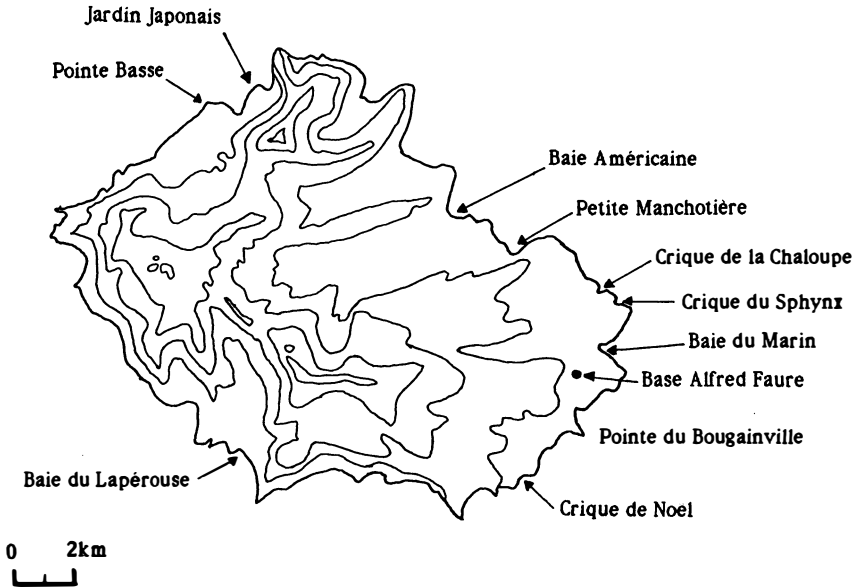 Jardin Japonais
Pointe Basse
Baie Américaine
Petite Manchotière
Crique de la Chaloupe
Crique du Sphynx
Baie du Marin
Base Alfred Faure
Pointe du Bougainville
Baie du Lapérouse
Crique de Noel
0 2km